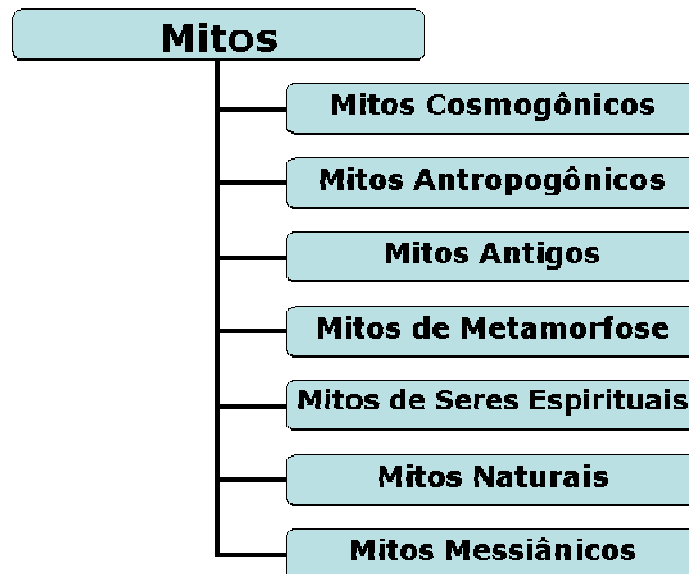 Mitos
Mitos Cosmogônicos
Mitos Antropogônicos
Mitos Antigos
Mitos de Metamorfose
Mitos de Seres Espirituais
Mitos Naturais
Mitos Messiânicos